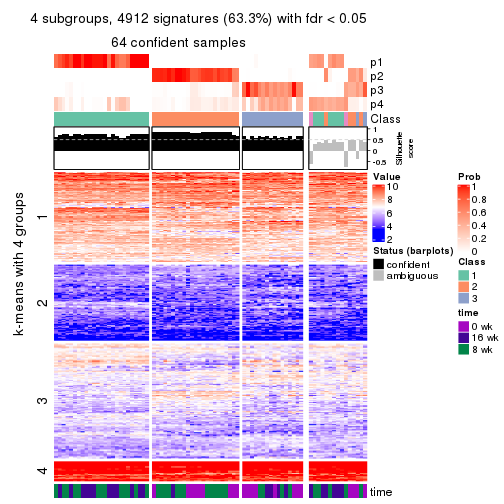 4 subgroups, 4912 signatures (63.3%) with fdr < 0.05
64 confident samples
p1
p2
p3
p4
Class
1
0.5
0
-0.5
Silhouette
score
k-means with 4 groups
1
2
3
4
time
Value
10
8
6
4
2
Status (barplots)
confident
ambiguous
Prob
1
0.8
0.6
0.4
0.2
0
Class
1
2
3
time
0 wk
16 wk
8 wk